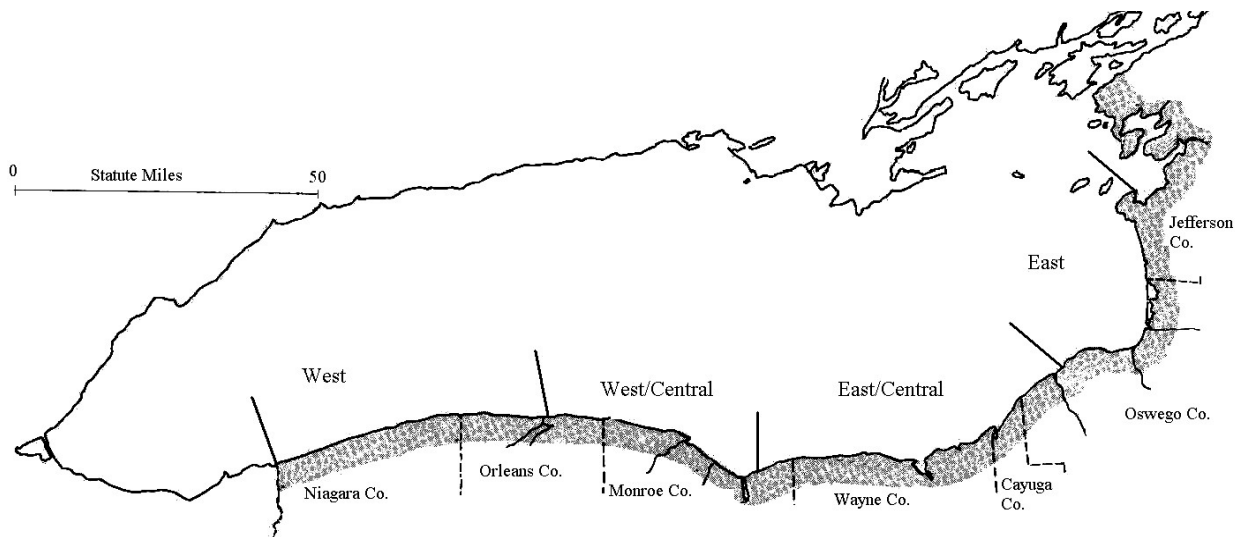 0 Statute Miles 50
Jefferson
Co.
East
West
West/Central
East/Central
Oswego Co.
Orleans Co.
Niagara Co.
Monroe Co.
Wayne Co.
Cayuga
Co.